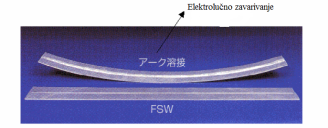 Elektrolučno zavarivanje
アーク溶接
FSW